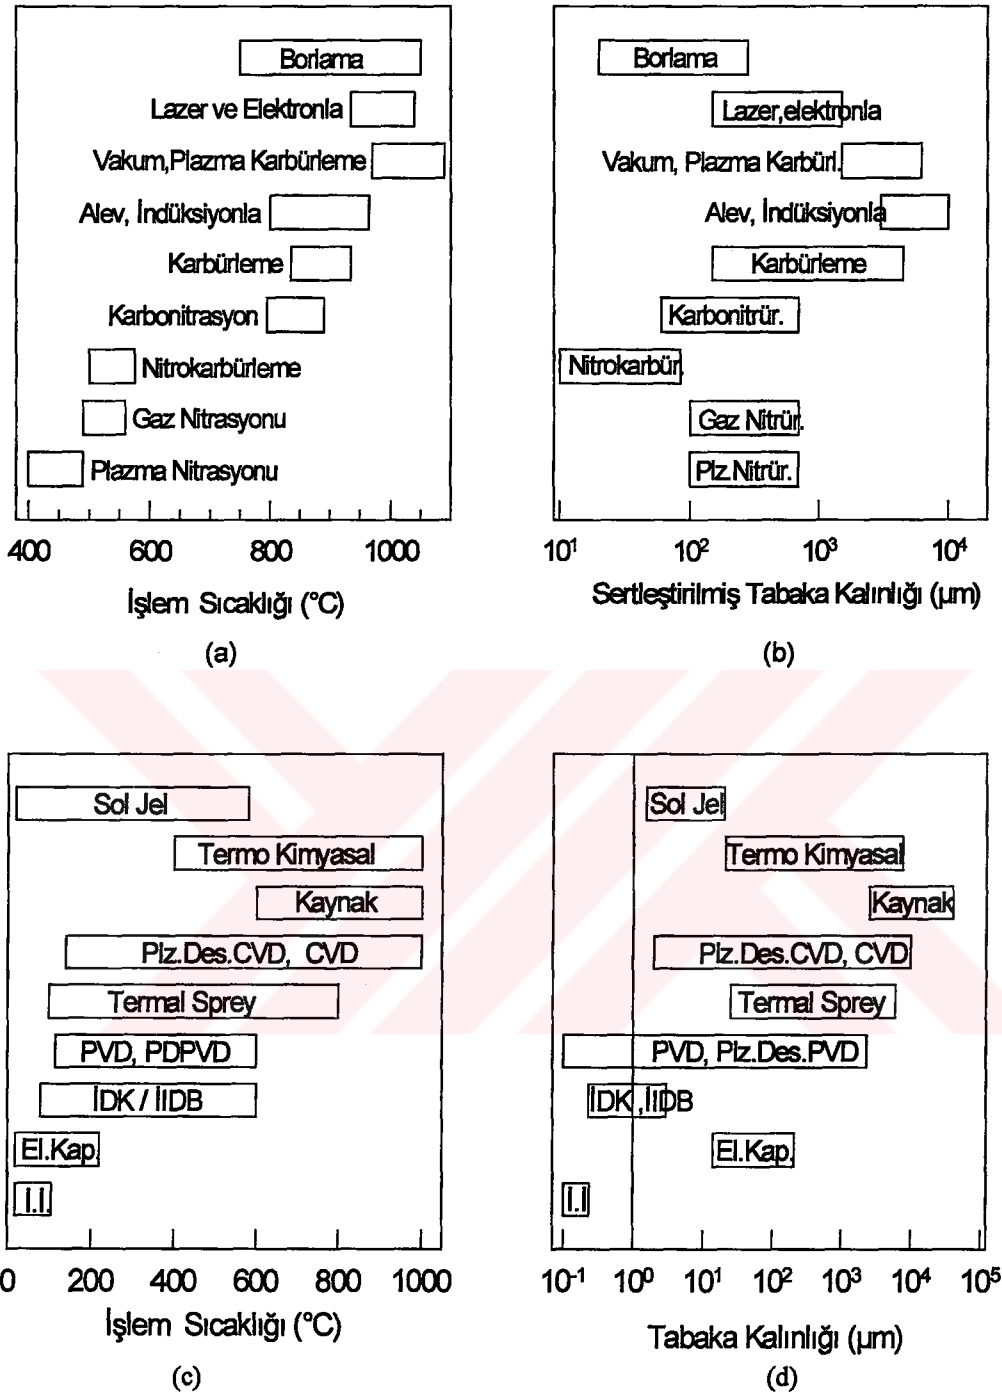 Borlama
Lazer ve Elektronla
Vakum,Plazma Karbürleme
Alev, İndüksiyonla
Karbürleme
Karbonitrasyon
Nitrokarbürleme
Gaz Nitrasyonu
Plazma Nitrasyonu
400 600 800 1000
İşlem Sıcaklığı (°C)
(a)
Borlama
Lazer,elektronla
Vakum, Plazma Karbürl.
Alev, İndüksiyonla
Karbürleme
Karbonitrür.
Nitrokarbür.
Gaz Nitrür.
Plz.Nitrür.
10¹ 10² 10³ 10⁴
Sertleştirilmiş Tabaka Kalınlığı (µm)
(b)
Sol Jel
Termo Kimyasal
Kaynak
Plz.Des.CVD, CVD
Termal Sprey
PVD, PDPVD
İDK / İIDB
El.Kap.
İ.İ.
0 200 400 600 800 1000
İşlem Sıcaklığı (°C)
(c)
Sol Jel
Termo Kimyasal
Kaynak
Plz.Des.CVD, CVD
Termal Sprey
PVD, Plz.Des.PVD
İDK ,İIDB
El.Kap.
İ.İ
10⁻¹ 10⁰ 10¹ 10² 10³ 10⁴ 10⁵
Tabaka Kalınlığı (µm)
(d)